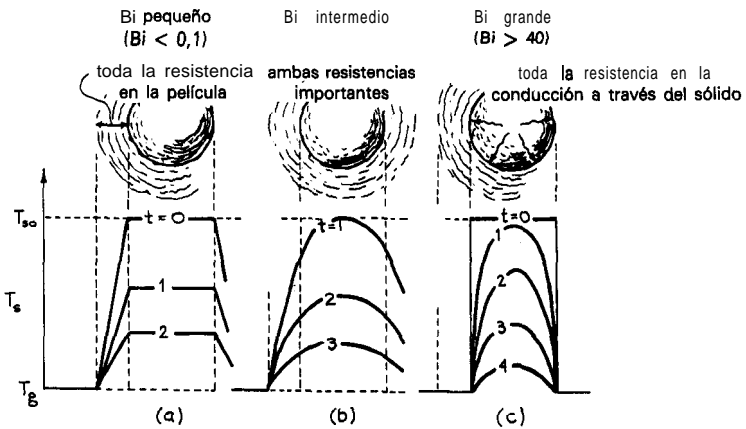 Bi pequeño
(Bi < 0,1)
toda la resistencia
en la película
Bi intermedio
ambas resistencias
importantes
Bi grande
(Bi > 40)
toda la resistencia en la
conducción a través del sólido
Tso
Ts
Tg
t = 0
1
2
(a)
t=1
2
3
(b)
t=0
1
2
3
4
(c)